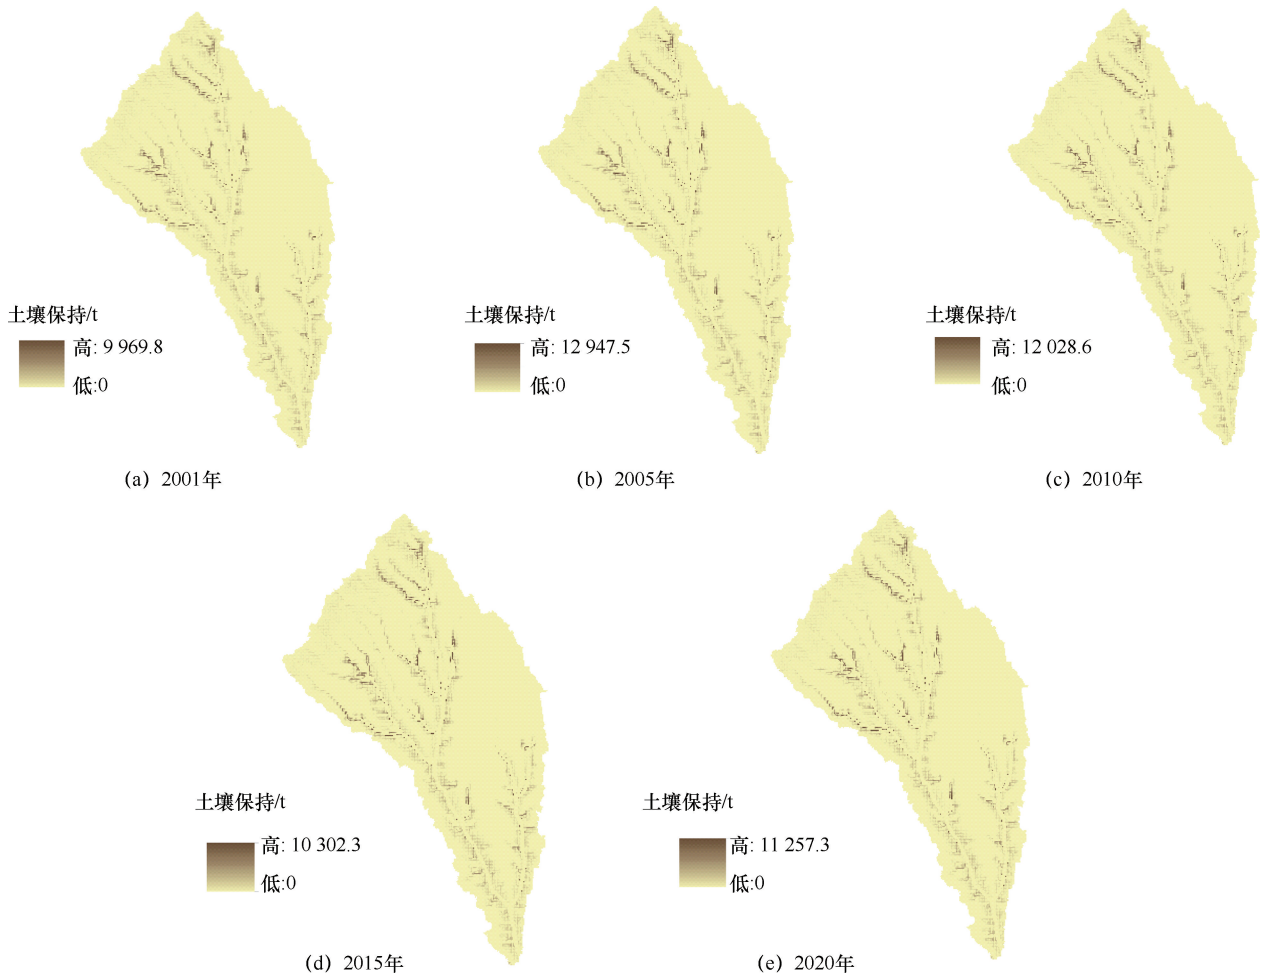 土壤保持/t
高: 9 969.8
低:0
(a) 2001年
土壤保持/t
高: 12 947.5
低:0
(b) 2005年
土壤保持/t
高: 12 028.6
低:0
(c) 2010年
土壤保持/t
高: 10 302.3
低:0
(d) 2015年
土壤保持/t
高: 11 257.3
低:0
(e) 2020年